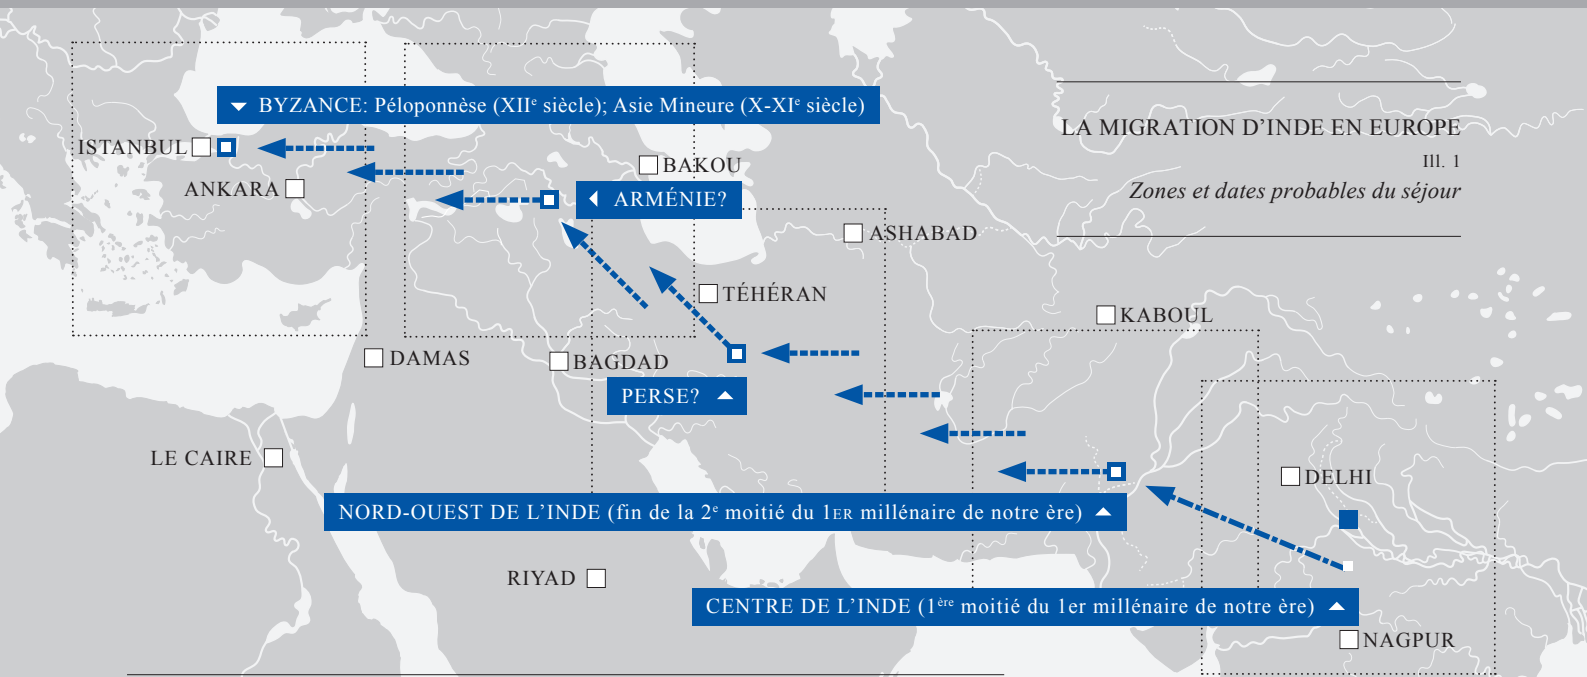 BYZANCE: Péloponnèse (XIIe siècle); Asie Mineure (X-XIe siècle)
LA MIGRATION D’INDE EN EUROPE
Ill. 1
Zones et dates probables du séjour
ISTANBUL
BAKOU
ANKARA
ARMÉNIE?
ASHABAD
TÉHÉRAN
KABOUL
DAMAS
BAGDAD
PERSE?
LE CAIRE
DELHI
NORD-OUEST DE L’INDE (fin de la 2e moitié du 1ER millénaire de notre ère)
RIYAD
CENTRE DE L’INDE (1ère moitié du 1er millénaire de notre ère)
NAGPUR